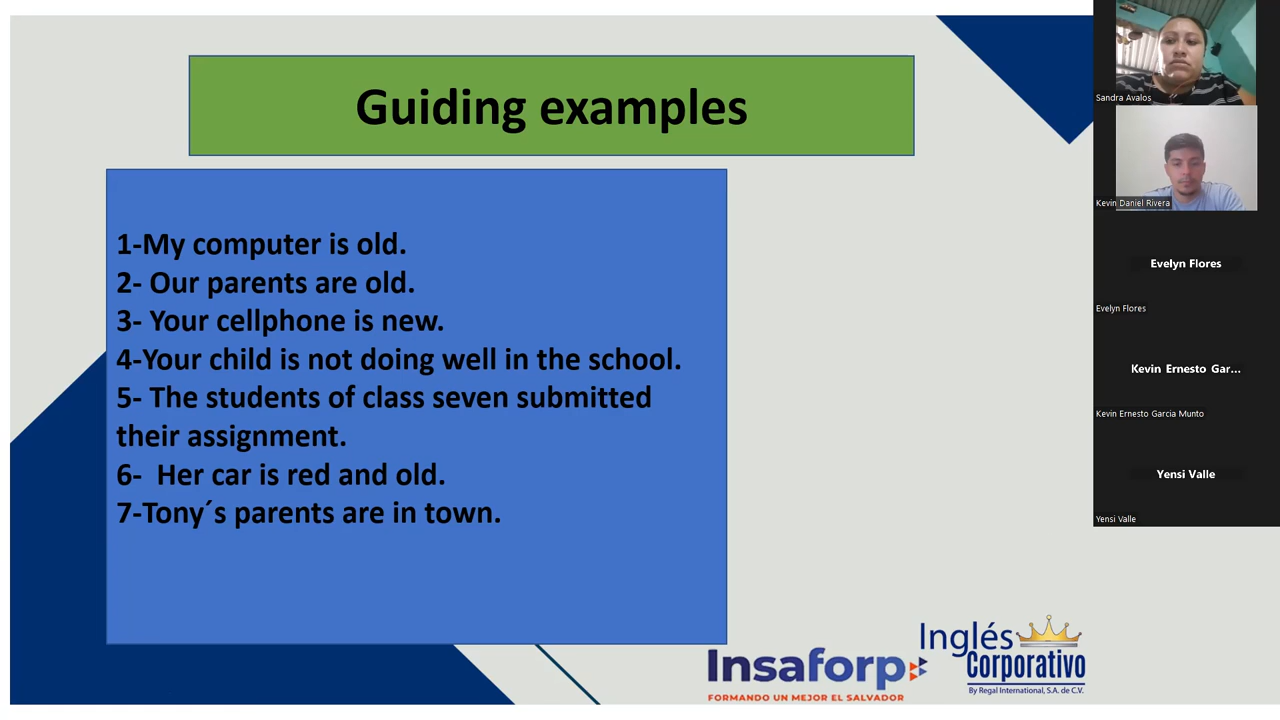 Guiding examples
1-My computer is old.
2- Our parents are old.
3- Your cellphone is new.
4-Your child is not doing well in the school.
5- The students of class seven submitted
their assignment.
6-  Her car is red and old.
7-Tony´s parents are in town.
Insaforp
FORMANDO UN MEJOR EL SALVADOR
Inglés
Corporativo
By Regal International, S.A. de C.V.
Sandra Avalos
Kevin Daniel Rivera
Evelyn Flores
Evelyn Flores
Kevin Ernesto Gar...
Kevin Ernesto Garcia Munto
Yensi Valle
Yensi Valle